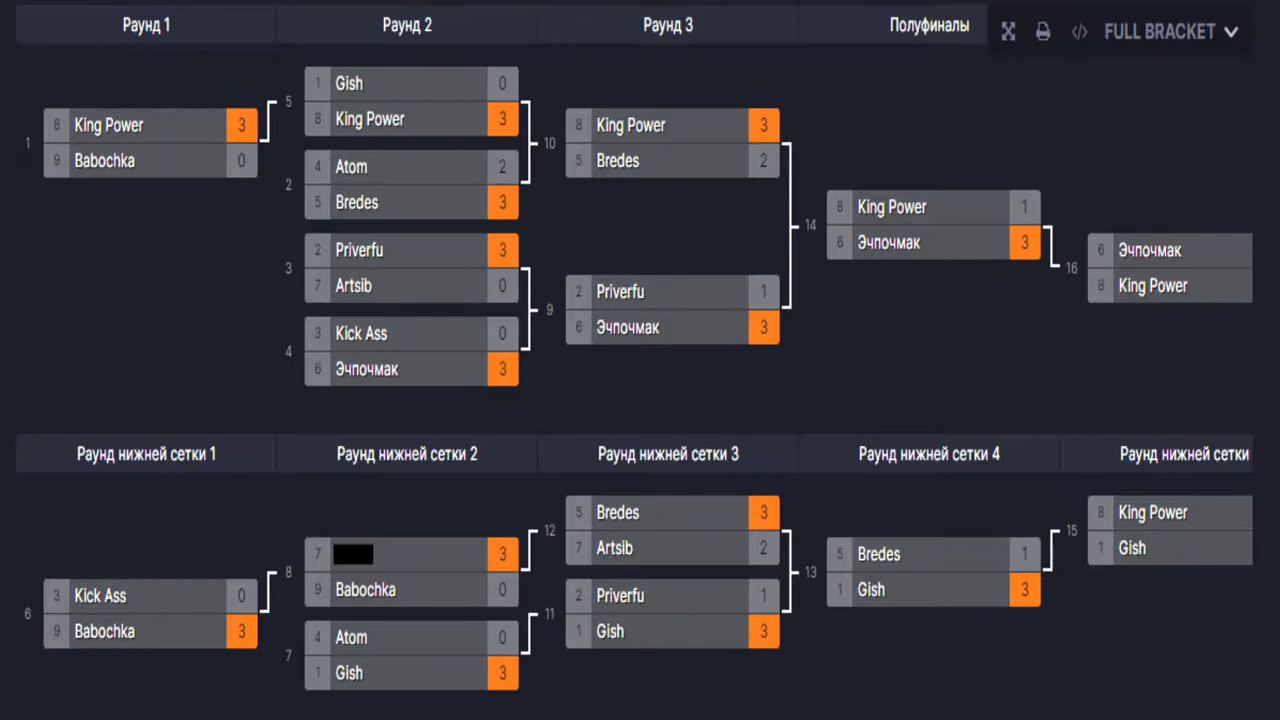 Раунд 1
Раунд 2
Раунд 3
Полуфиналы
FULL BRACKET
1
8 King Power 3
9 Babochka 0
5
1 Gish 0
8 King Power 3
2
4 Atom 2
5 Bredes 3
3
2 Priverfu 3
7 Artsib 0
4
3 Kick Ass 0
6 Эчпочмак 3
10
8 King Power 3
5 Bredes 2
9
2 Priverfu 1
6 Эчпочмак 3
14
8 King Power 1
6 Эчпочмак 3
16
6 Эчпочмак
8 King Power
Раунд нижней сетки 1
Раунд нижней сетки 2
Раунд нижней сетки 3
Раунд нижней сетки 4
Раунд нижней сетки
6
3 Kick Ass 0
9 Babochka 3
8
7 3
9 Babochka 0
7
4 Atom 0
1 Gish 3
12
5 Bredes 3
7 Artsib 2
11
2 Priverfu 1
1 Gish 3
13
5 Bredes 1
1 Gish 3
15
8 King Power
1 Gish